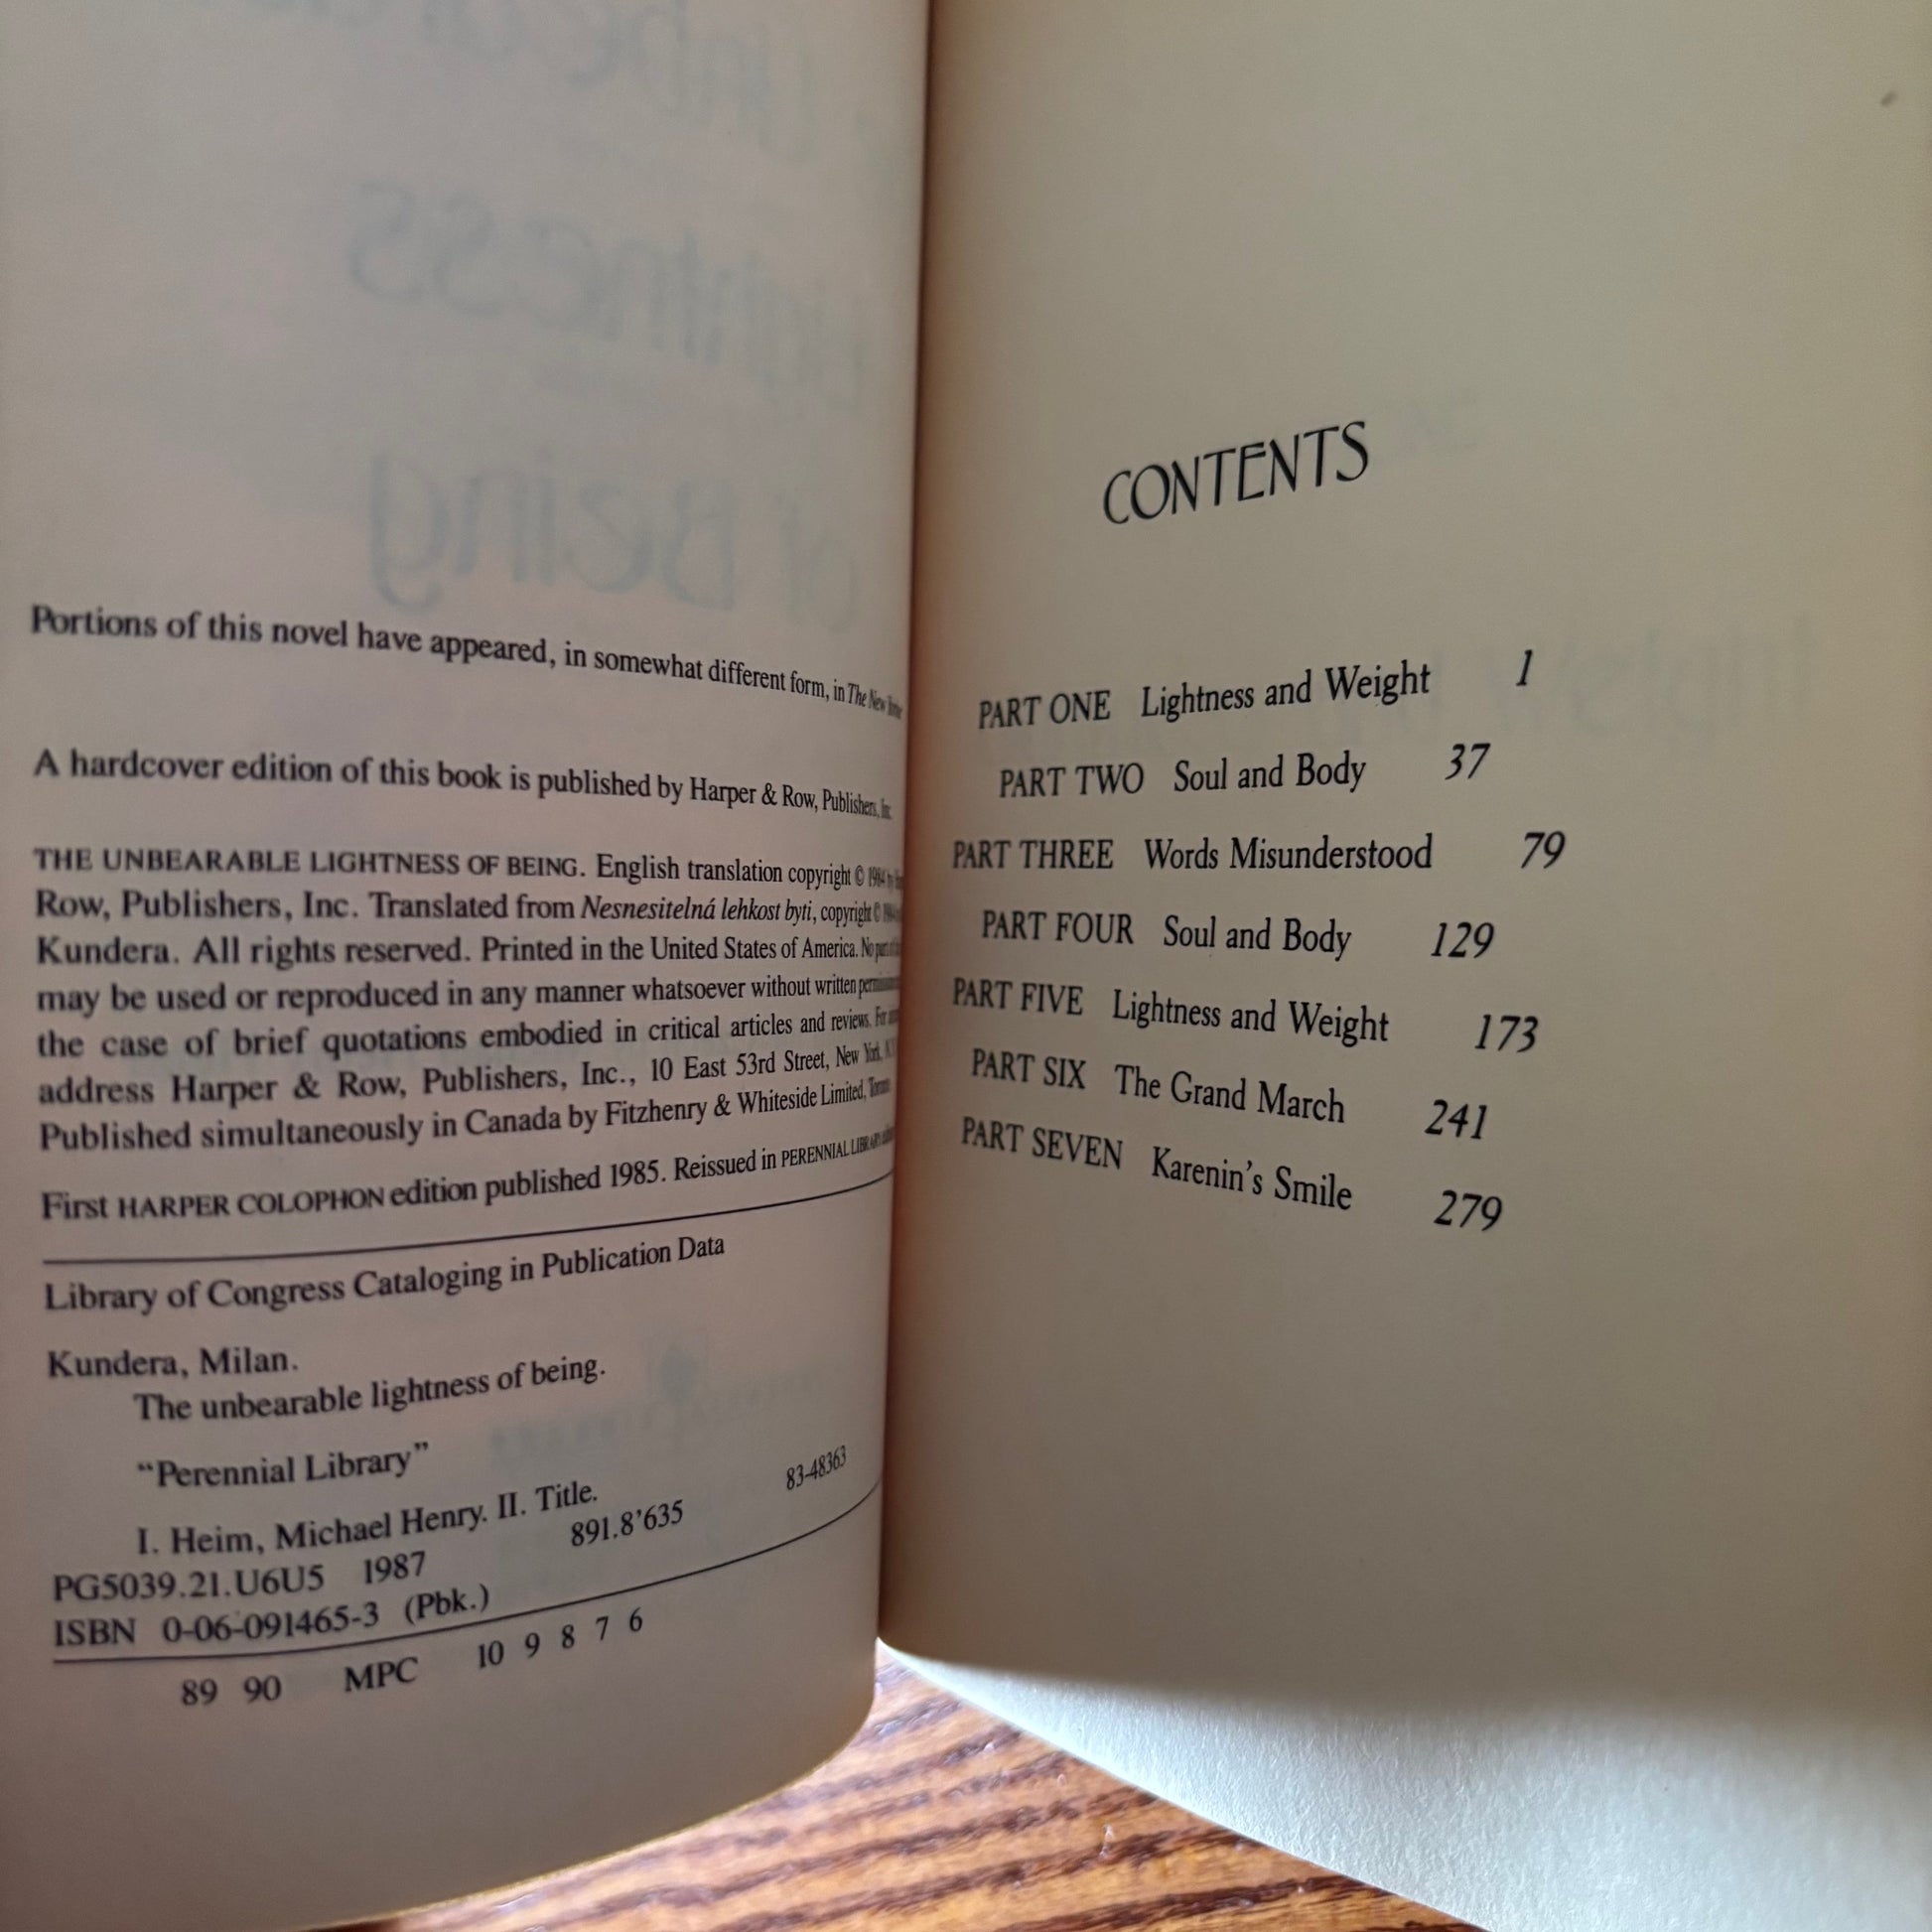 Portions of this novel have appeared, in somewhat different form, in The New
A hardcover edition of this book is published by Harper & Row, Publishers, Inc.
THE UNBEARABLE LIGHTNESS OF BEING. English translation copyright © 1984 by
Row, Publishers, Inc. Translated from Nesnesitelná lehkost byti, copyright ©
Kundera. All rights reserved. Printed in the United States of America. No part of
may be used or reproduced in any manner whatsoever without written
the case of brief quotations embodied in critical articles and reviews. For
address Harper & Row, Publishers, Inc., 10 East 53rd Street, New York,
Published simultaneously in Canada by Fitzhenry & Whiteside Limited, Toronto
First HARPER COLOPHON edition published 1985. Reissued in PERENNIAL LIBRARY
Library of Congress Cataloging in Publication Data
Kundera, Milan.
The unbearable lightness of being.
"Perennial Library"
I. Heim, Michael Henry. II. Title.
PG5039.21.U6U5 1987 891.8'635 83-48363
ISBN 0-06-091465-3 (Pbk.)
89 90 MPC 10 9 8 7 6
CONTENTS
PART ONE Lightness and Weight 1
PART TWO Soul and Body 37
PART THREE Words Misunderstood 79
PART FOUR Soul and Body 129
PART FIVE Lightness and Weight 173
PART SIX The Grand March 241
PART SEVEN Karenin's Smile 279